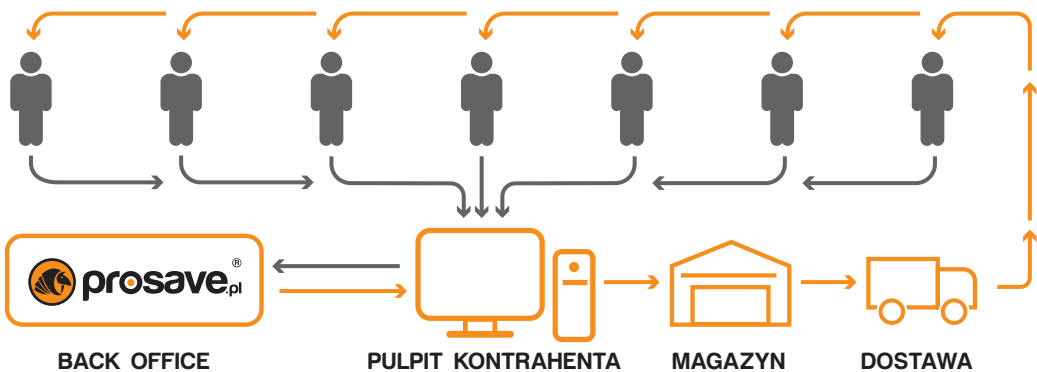 prosave.pl®
BACK OFFICE
PULPIT KONTRAHENTA
MAGAZYN
DOSTAWA